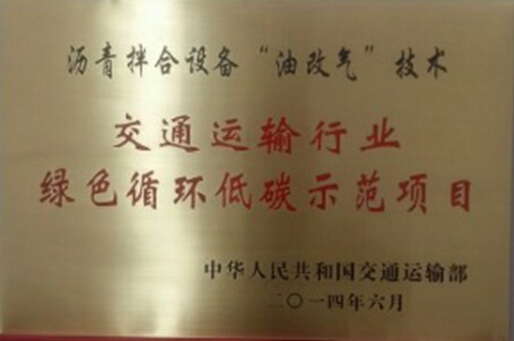 沥青拌合设备“油改气”技术
交通运输行业
绿色循环低碳示范项目
中华人民共和国交通运输部
二〇一四年六月